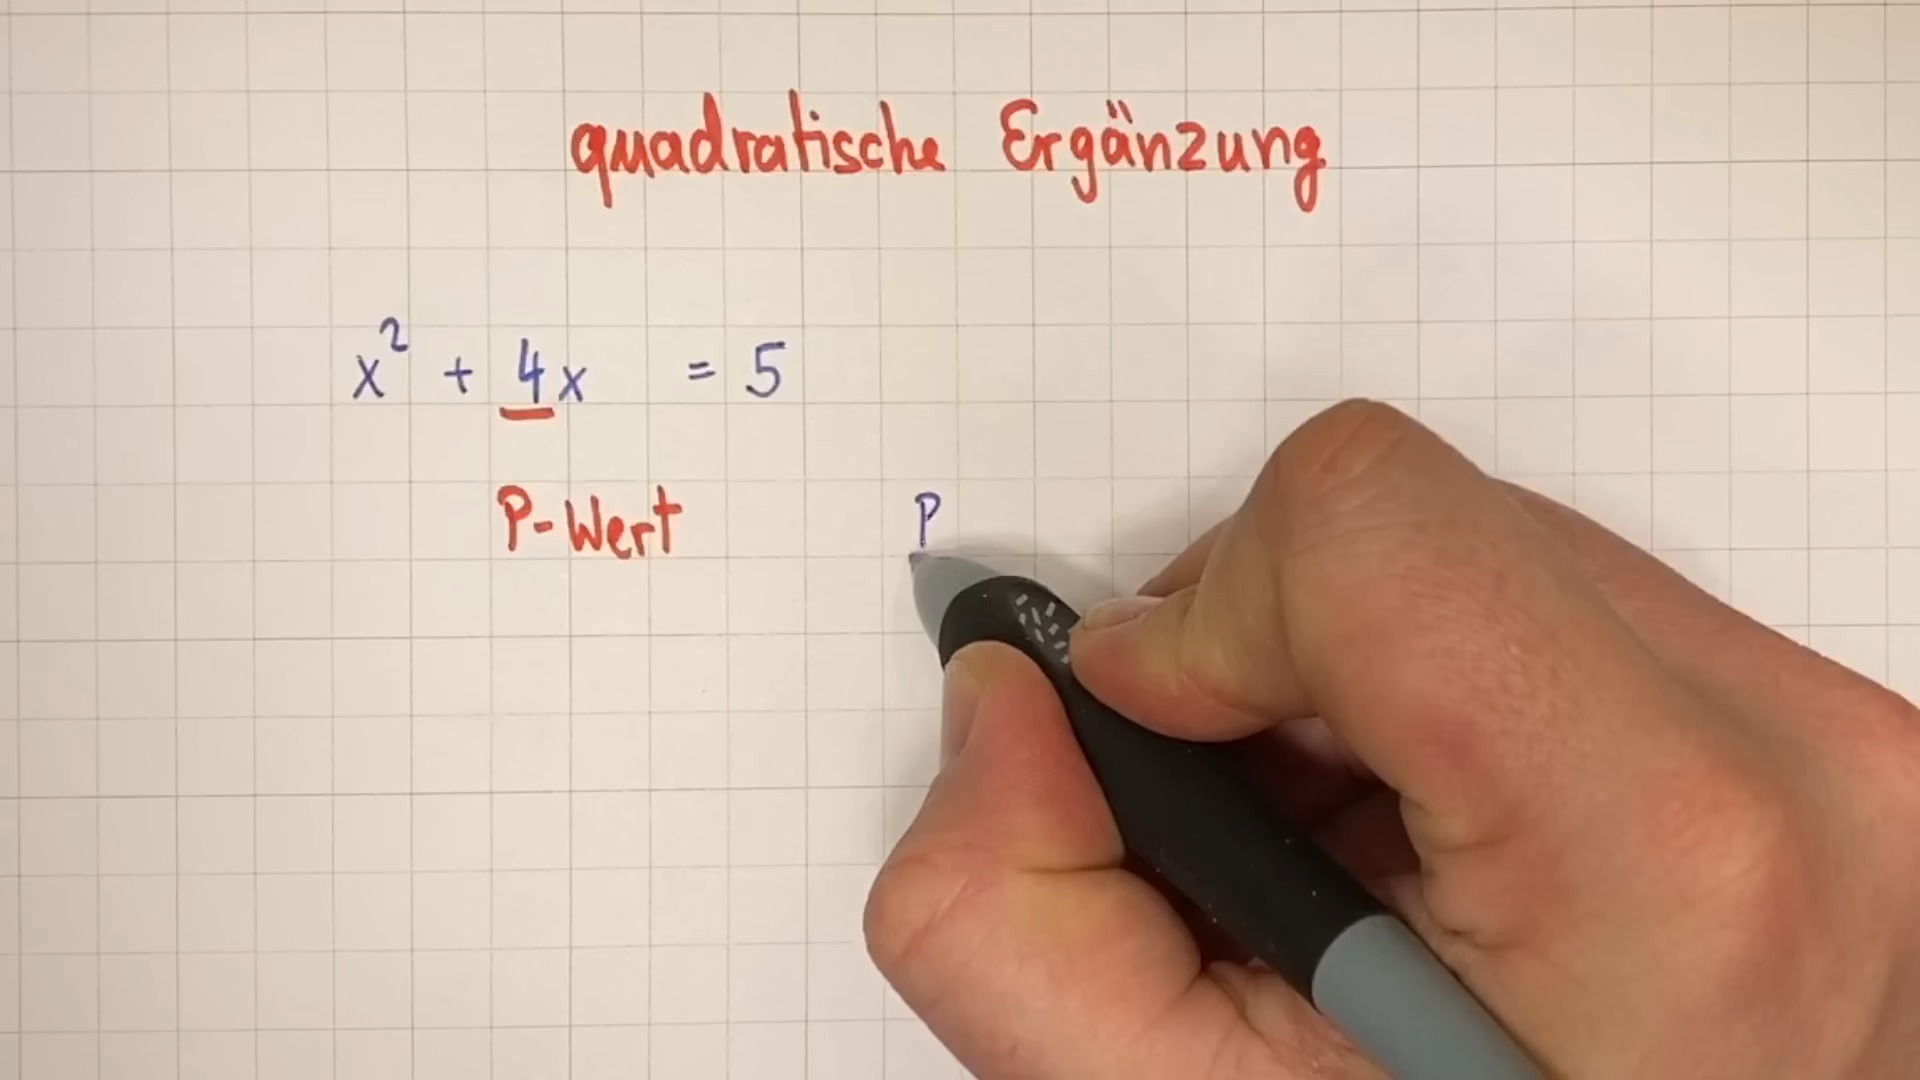 quadratische Ergänzung
x² + 4x = 5
P-Wert P